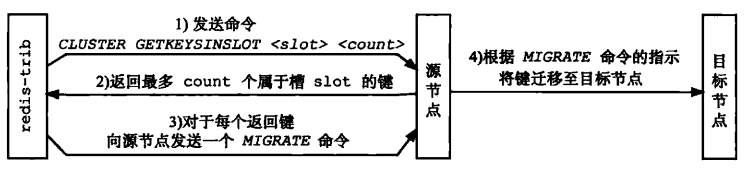 redis-trib
1) 发送命令
CLUSTER GETKEYSINSLOT <slot> <count>
2)返回最多 count 个属于槽 slot 的键
3)对于每个返回键
向源节点发送一个 MIGRATE 命令
源节点
4)根据 MIGRATE 命令的指示
将键迁移至目标节点
目标节点